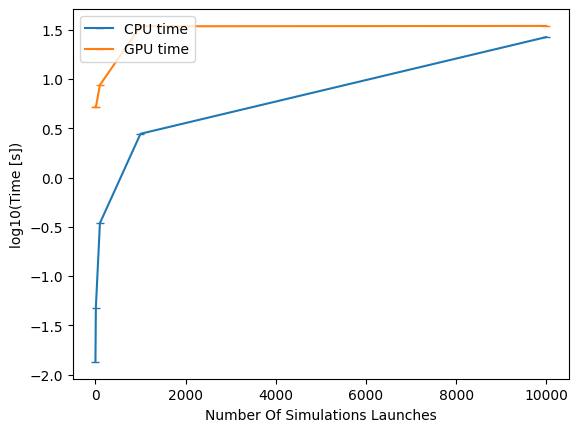 CPU time
GPU time
1.5
1.0
0.5
0.0
−0.5
−1.0
−1.5
−2.0
log10(Time [s])
0 2000 4000 6000 8000 10000
Number Of Simulations Launches